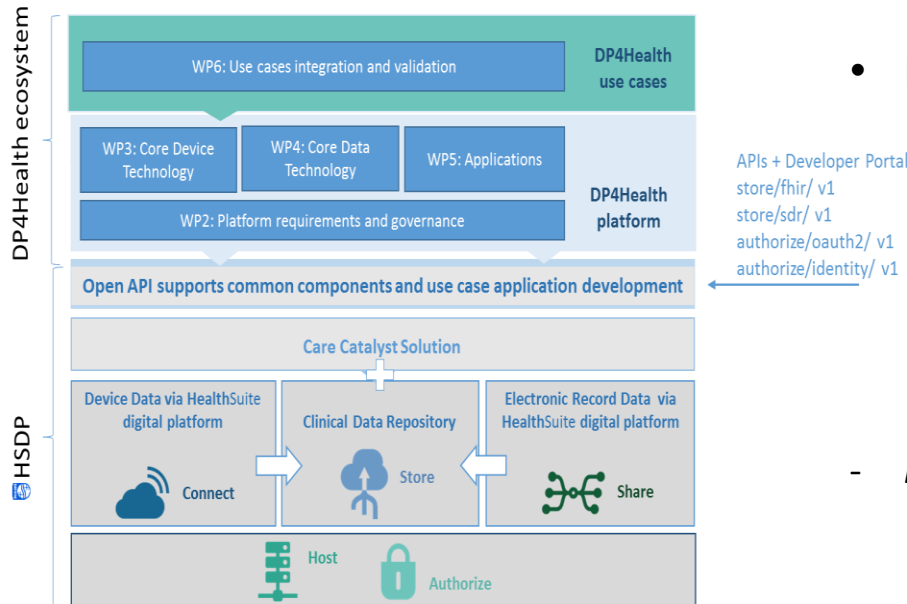 DP4Health ecosystem
WP6: Use cases integration and validation
DP4Health
use cases
WP3: Core Device
Technology
WP4: Core Data
Technology
WP5: Applications
WP2: Platform requirements and governance
DP4Health
platform
APIs + Developer Portal
store/fhir/ v1
store/sdr/ v1
authorize/oauth2/ v1
authorize/identity/ v1
Open API supports common components and use case application development
HSDP
Care Catalyst Solution
Device Data via HealthSuite
digital platform
Connect
Clinical Data Repository
Store
Electronic Record Data via
HealthSuite digital platform
Share
Host
Authorize